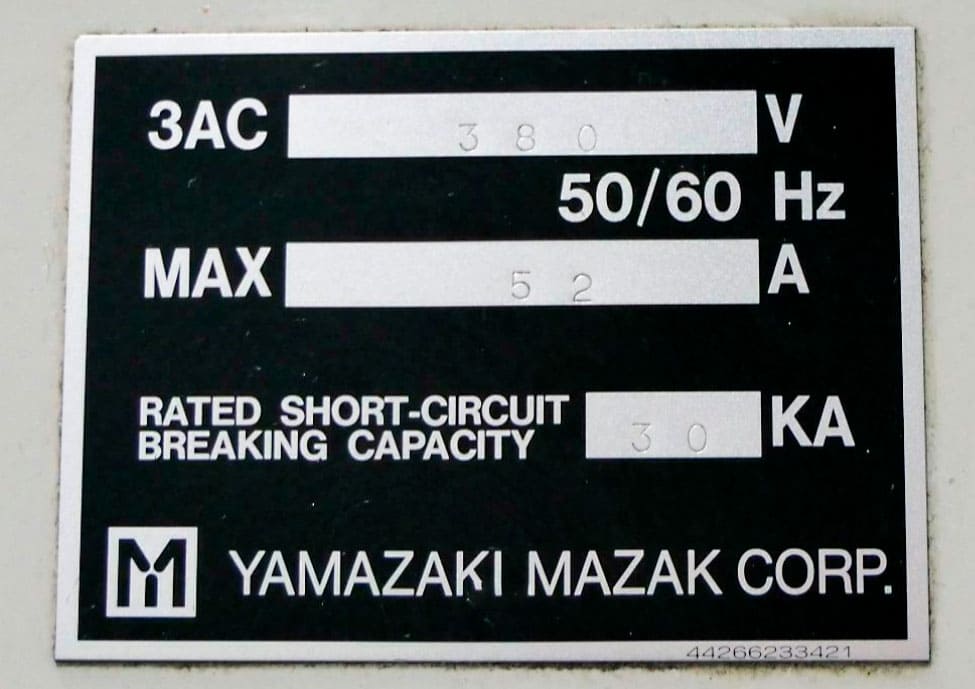 3AC 380 V
50/60 Hz
MAX 52 A
RATED SHORT-CIRCUIT
BREAKING CAPACITY 30 KA
M YAMAZAKI MAZAK CORP.
44266233421